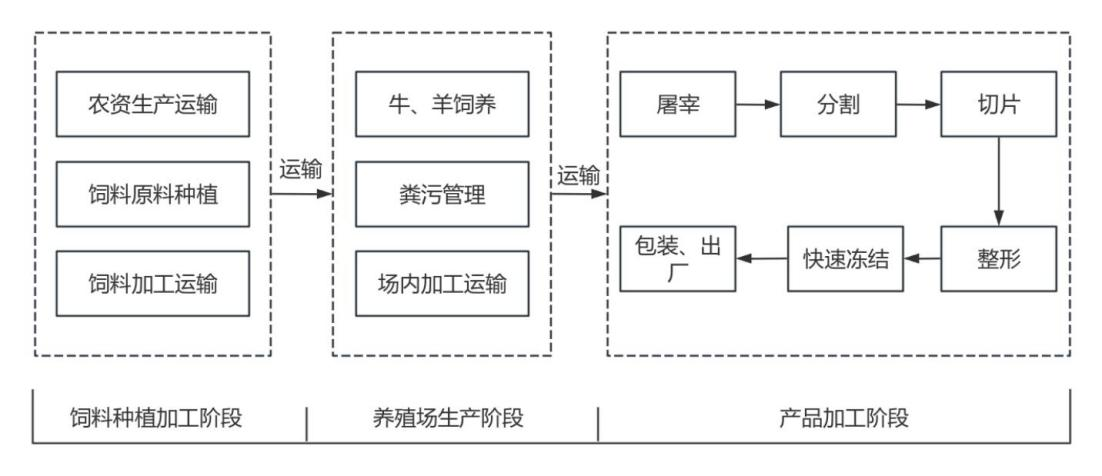 农资生产运输
饲料原料种植
饲料加工运输
运输
牛、羊饲养
粪污管理
场内加工运输
运输
屠宰
分割
切片
整形
快速冻结
包装、出
厂
饲料种植加工阶段
养殖场生产阶段
产品加工阶段